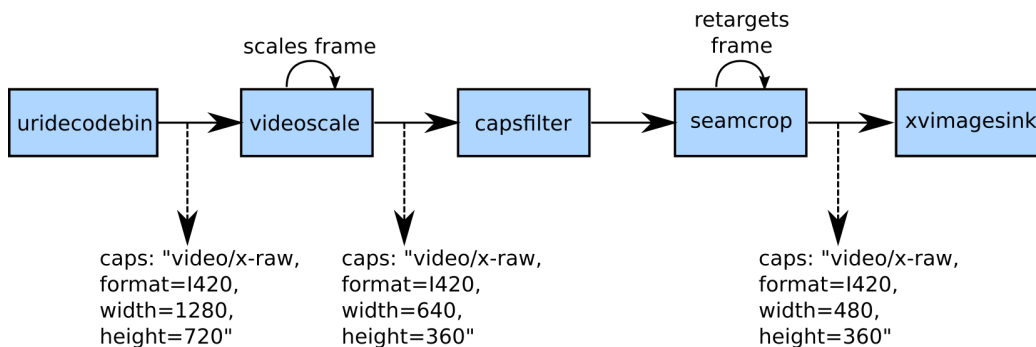 scales frame
retargets
frame
uridecodebin
videoscale
capsfilter
seamcrop
xvimagesink
caps: "video/x-raw,
format=I420,
width=1280,
height=720"
caps: "video/x-raw,
format=I420,
width=640,
height=360"
caps: "video/x-raw,
format=I420,
width=480,
height=360"